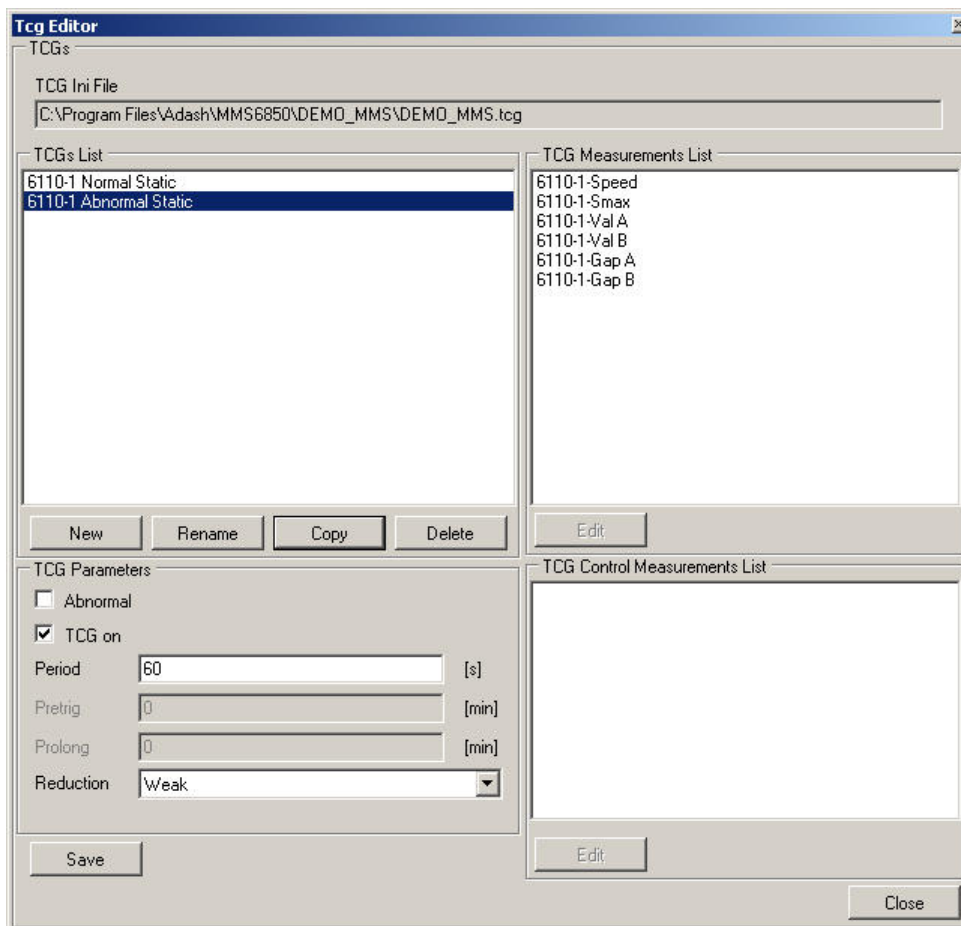 Tcg Editor
TCGs
TCG Ini File
C:\Program Files\Adash\MMS6850\DEMO_MMS\DEMO_MMS.tcg
TCGs List
6110-1 Normal Static
6110-1 Abnormal Static
New
Rename
Copy
Delete
TCG Measurements List
6110-1-Speed
6110-1-Smax
6110-1-Val A
6110-1-Val B
6110-1-Gap A
6110-1-Gap B
Edit
TCG Parameters
Abnormal
TCG on
Period 60 [s]
Pretrig 0 [min]
Prolong 0 [min]
Reduction Weak
Save
TCG Control Measurements List
Edit
Close